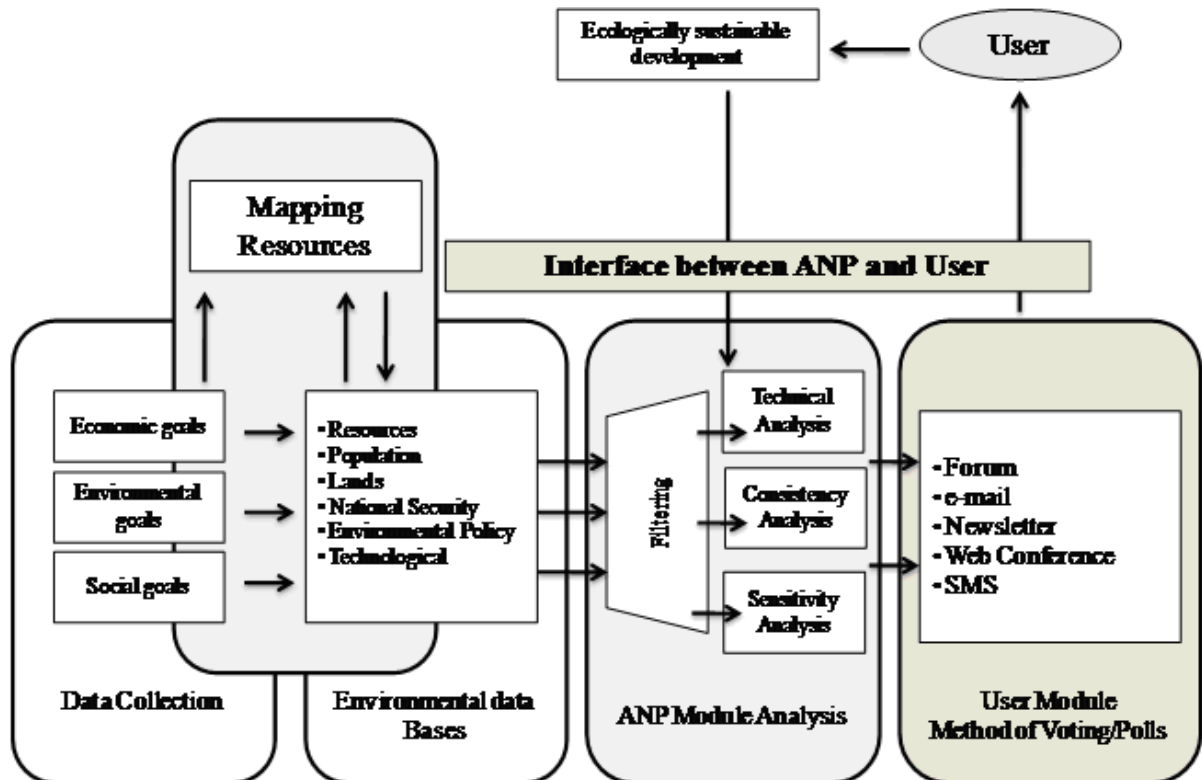 Ecologically sustainable
development
User
Mapping
Resources
Interface between ANP and User
Economic goals
Environmental
goals
Social goals
▪Resources
▪Population
▪Lands
▪National Security
▪Environmental Policy
▪Technological
Filtering
Technical
Analysis
Consistency
Analysis
Sensitivity
Analysis
▪Forum
▪e-mail
▪Newsletter
▪Web Conference
▪SMS
Data Collection
Environmental data
Bases
ANP Module Analysis
User Module
Method of Voting/Polls